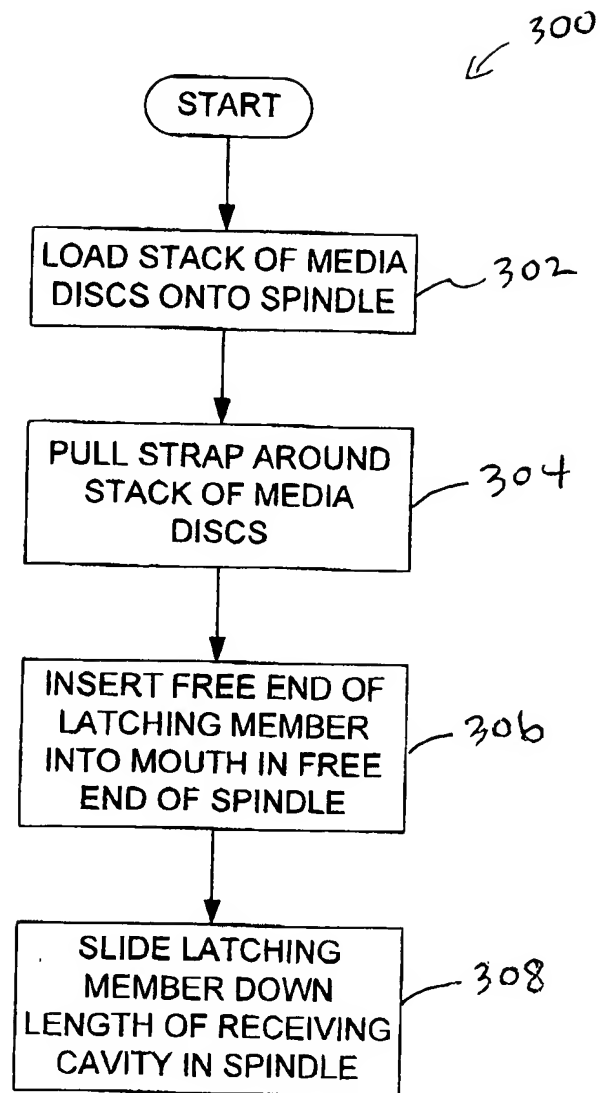 300
START
LOAD STACK OF MEDIA
DISCS ONTO SPINDLE
302
PULL STRAP AROUND
STACK OF MEDIA
DISCS
304
INSERT FREE END OF
LATCHING MEMBER
INTO MOUTH IN FREE
END OF SPINDLE
306
SLIDE LATCHING
MEMBER DOWN
LENGTH OF RECEIVING
CAVITY IN SPINDLE
308